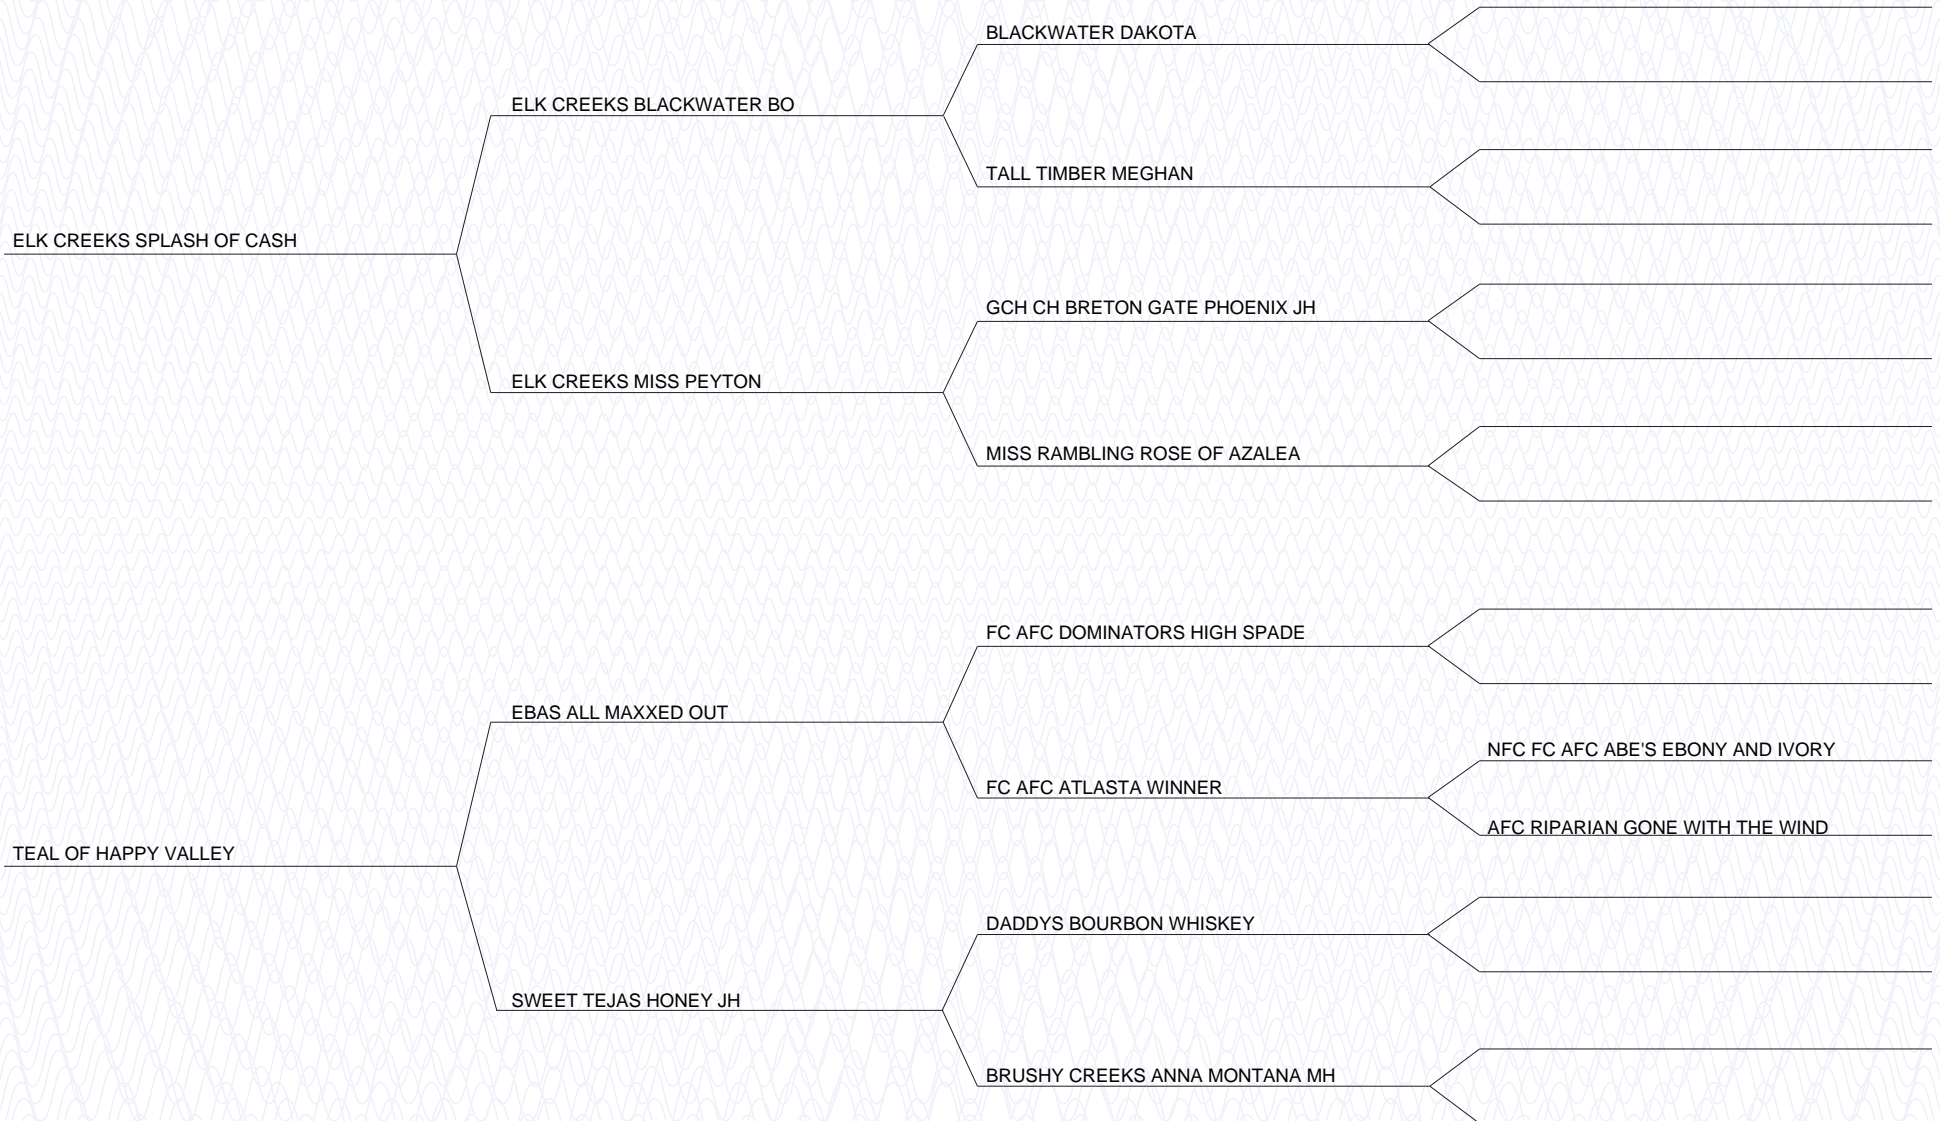 BLACKWATER DAKOTA
ELK CREEKS BLACKWATER BO
TALL TIMBER MEGHAN
ELK CREEKS SPLASH OF CASH
GCH CH BRETON GATE PHOENIX JH
ELK CREEKS MISS PEYTON
MISS RAMBLING ROSE OF AZALEA
FC AFC DOMINATORS HIGH SPADE
EBAS ALL MAXXED OUT
NFC FC AFC ABE'S EBONY AND IVORY
FC AFC ATLASTA WINNER
AFC RIPARIAN GONE WITH THE WIND
TEAL OF HAPPY VALLEY
DADDYS BOURBON WHISKEY
SWEET TEJAS HONEY JH
BRUSHY CREEKS ANNA MONTANA MH